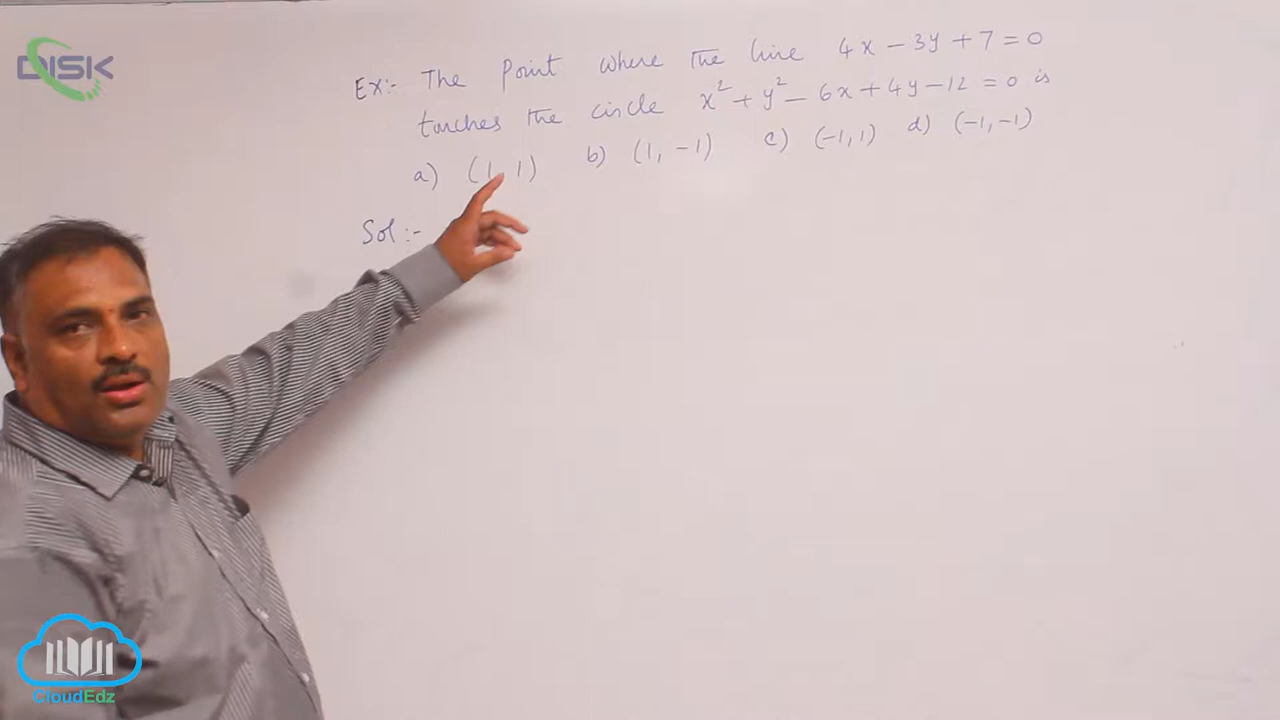 DISK
Ex:- The Point where the line 4x - 3y + 7 = 0
touches the circle x² + y² - 6x + 4y - 12 = 0 is
a) (1, 1) b) (1, -1) c) (-1, 1) d) (-1, -1)
Sol:-
CloudEdz